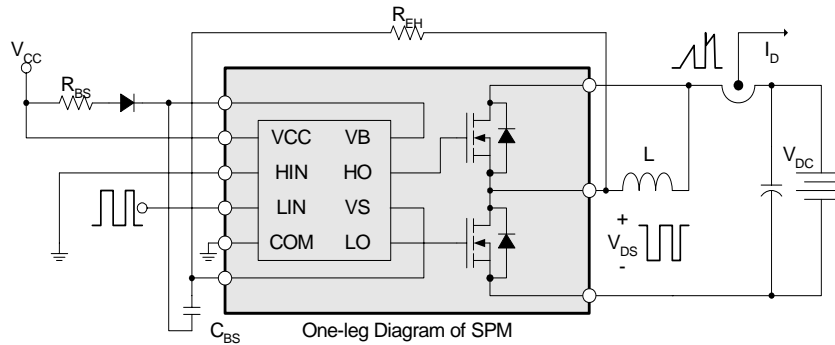 R_EH
V_CC
R_BS
I_D
VCC VB
HIN HO
LIN VS
COM LO
L
V_DC
+
V_DS
-
C_BS
One-leg Diagram of SPM